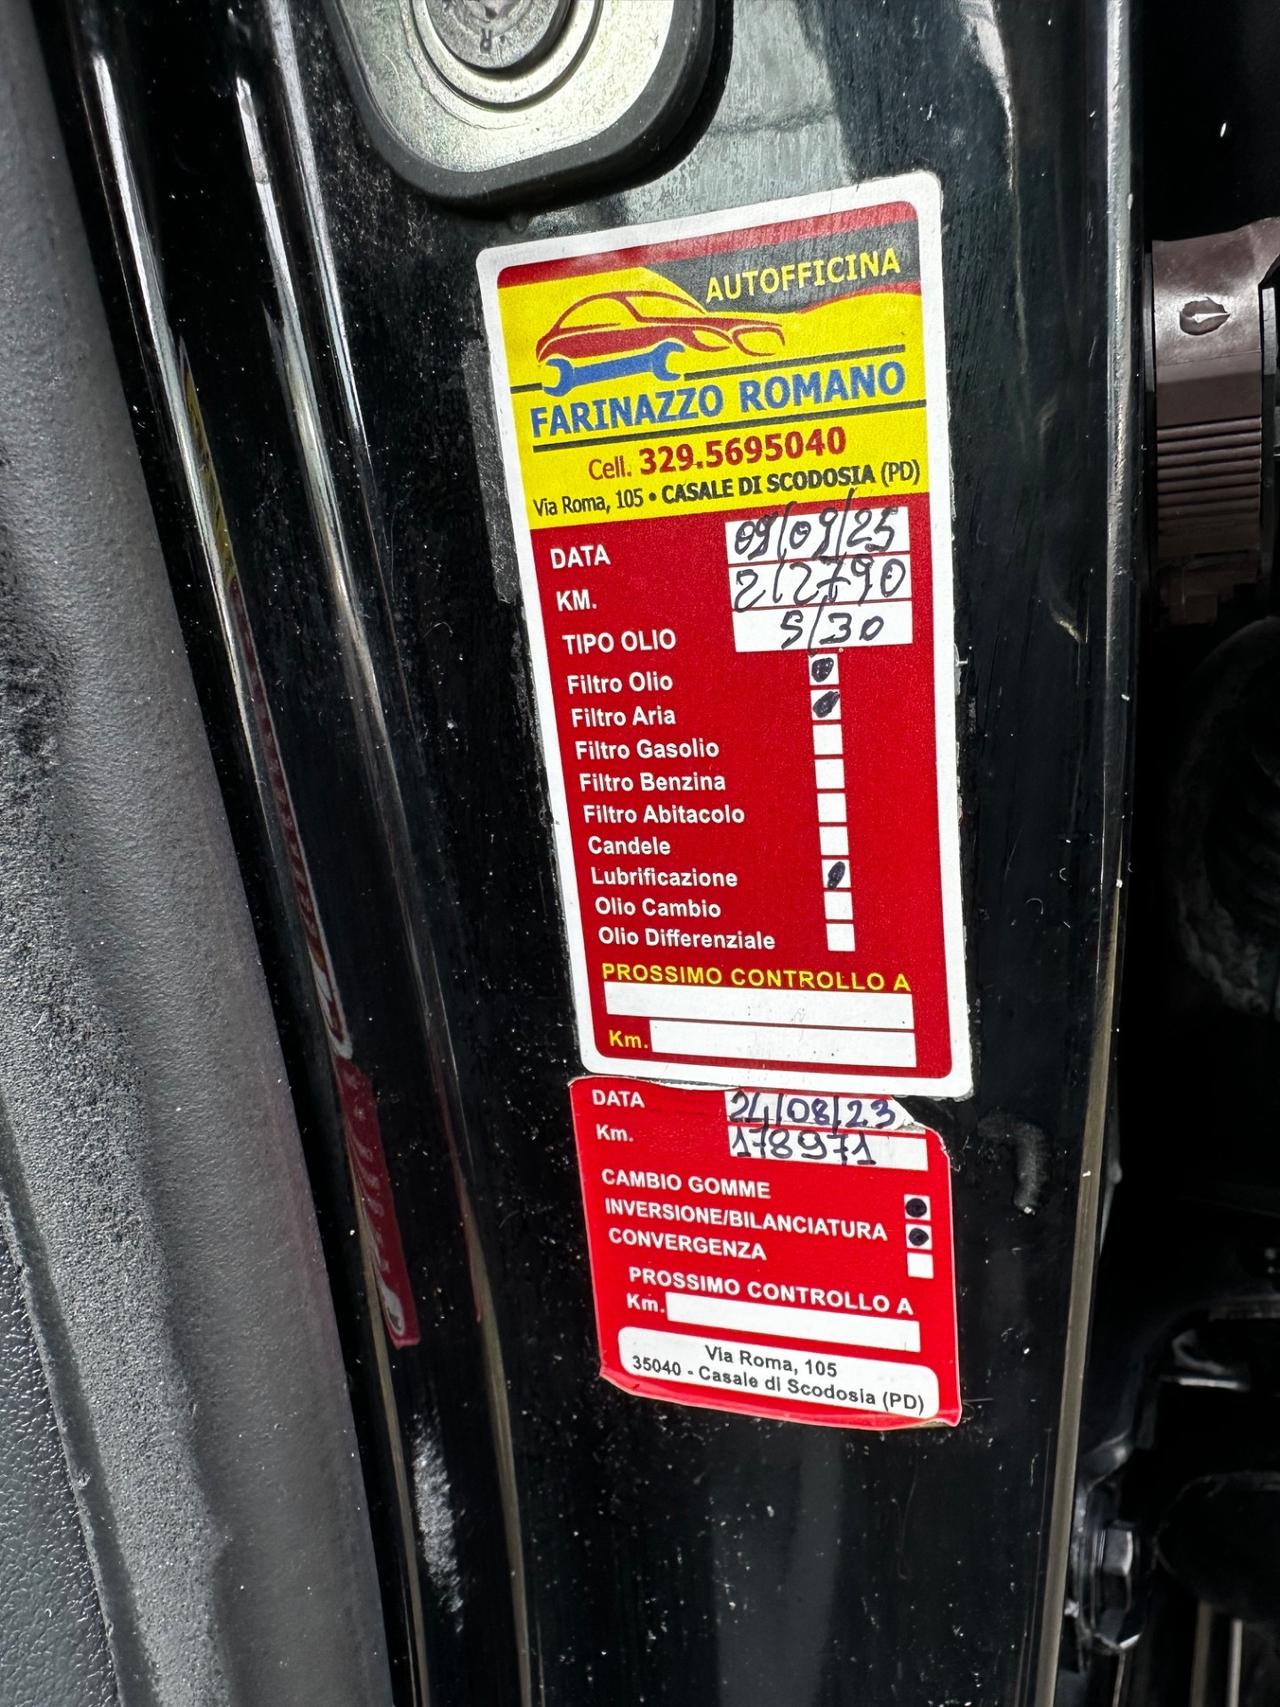 AUTOFFICINA
FARINAZZO ROMANO
Cell. 329.5695040
Via Roma, 105 • CASALE DI SCODOSIA (PD)
DATA 09/09/25
KM. 212790
TIPO OLIO 5/30
Filtro Olio
Filtro Aria
Filtro Gasolio
Filtro Benzina
Filtro Abitacolo
Candele
Lubrificazione
Olio Cambio
Olio Differenziale
PROSSIMO CONTROLLO A
Km.
DATA 24/08/23
Km. 178971
CAMBIO GOMME
INVERSIONE/BILANCIATURA
CONVERGENZA
PROSSIMO CONTROLLO A
Km.
Via Roma, 105
35040 - Casale di Scodosia (PD)